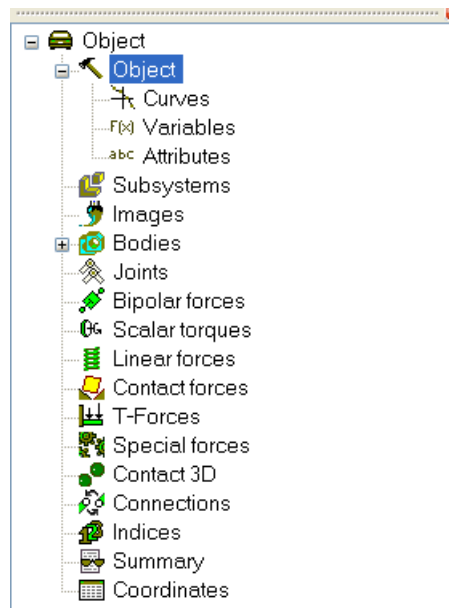 Object
Object
Curves
F(x) Variables
abc Attributes
Subsystems
Images
Bodies
Joints
Bipolar forces
Scalar torques
Linear forces
Contact forces
T-Forces
Special forces
Contact 3D
Connections
Indices
Summary
Coordinates